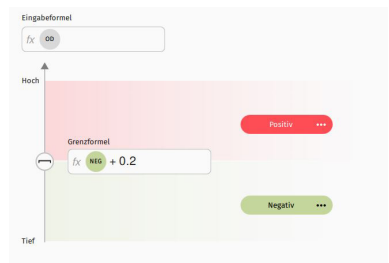 Eingabeformel
fx OD
Hoch
Positiv •••
Grenzformel
fx NEG + 0.2
Negativ •••
Tief